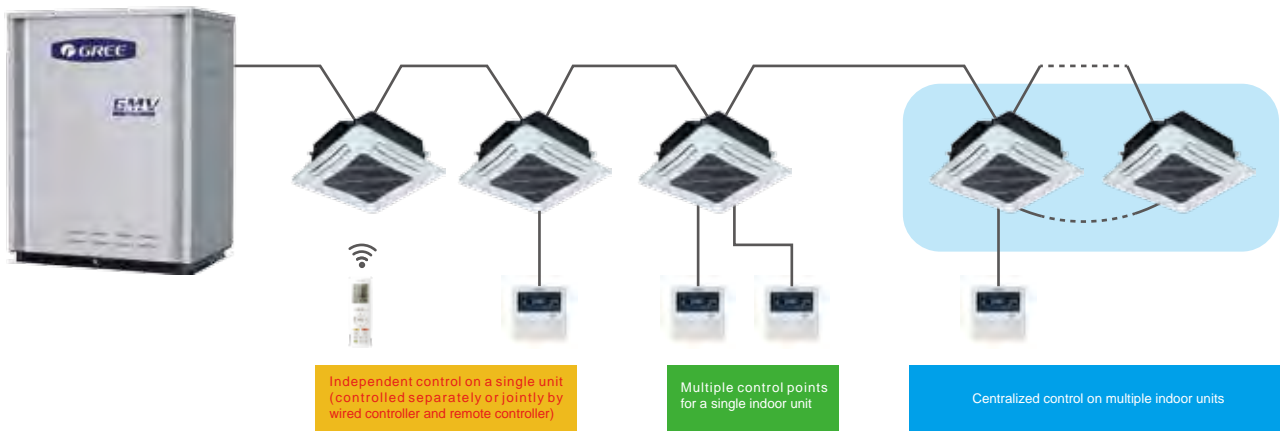 GREE
GMV
Independent control on a single unit
(controlled separately or jointly by
wired controller and remote controller)
Multiple control points
for a single indoor unit
Centralized control on multiple indoor units